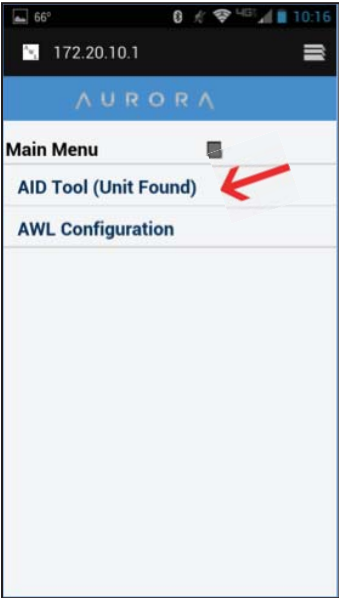 66° 4G 10:16
172.20.10.1
AURORA
Main Menu
AID Tool (Unit Found)
AWL Configuration